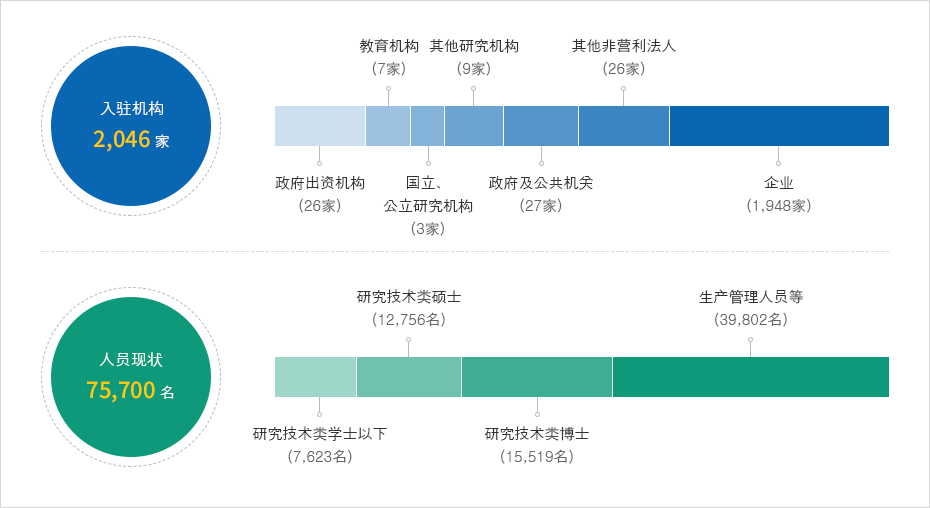 入驻机构
2,046 家
教育机构
(7家)
其他研究机构
(9家)
其他非营利法人
(26家)
政府出资机构
(26家)
国立、
公立研究机构
(3家)
政府及公共机关
(27家)
企业
(1,948家)
人员现状
75,700 名
研究技术类硕士
(12,756名)
生产管理人员等
(39,802名)
研究技术类学士以下
(7,623名)
研究技术类博士
(15,519名)